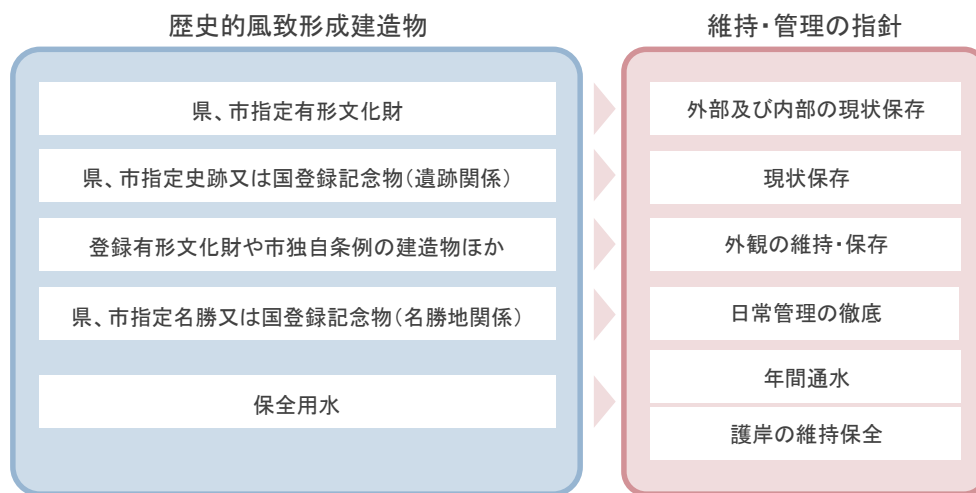 歴史的風致形成建造物
維持・管理の指針
県、市指定有形文化財
外部及び内部の現状保存
県、市指定史跡又は国登録記念物(遺跡関係)
現状保存
登録有形文化財や市独自条例の建造物ほか
外観の維持・保存
県、市指定名勝又は国登録記念物(名勝地関係)
日常管理の徹底
保全用水
年間通水
護岸の維持保全